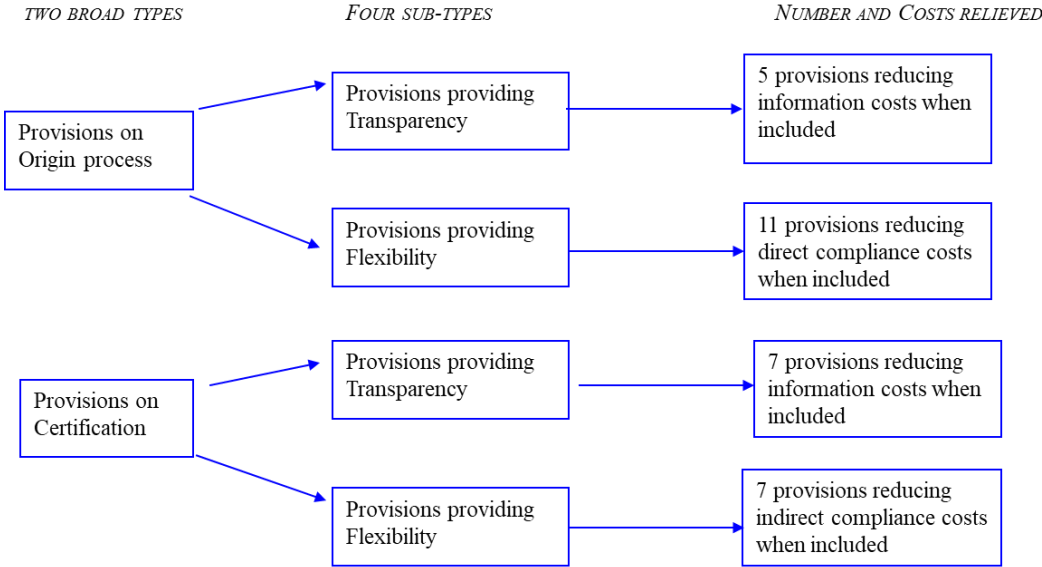 TWO BROAD TYPES
FOUR SUB-TYPES
NUMBER AND COSTS RELIEVED
Provisions on
Origin process
Provisions providing
Transparency
5 provisions reducing
information costs when
included
Provisions providing
Flexibility
11 provisions reducing
direct compliance costs
when included
Provisions on
Certification
Provisions providing
Transparency
7 provisions reducing
information costs when
included
Provisions providing
Flexibility
7 provisions reducing
indirect compliance costs
when included